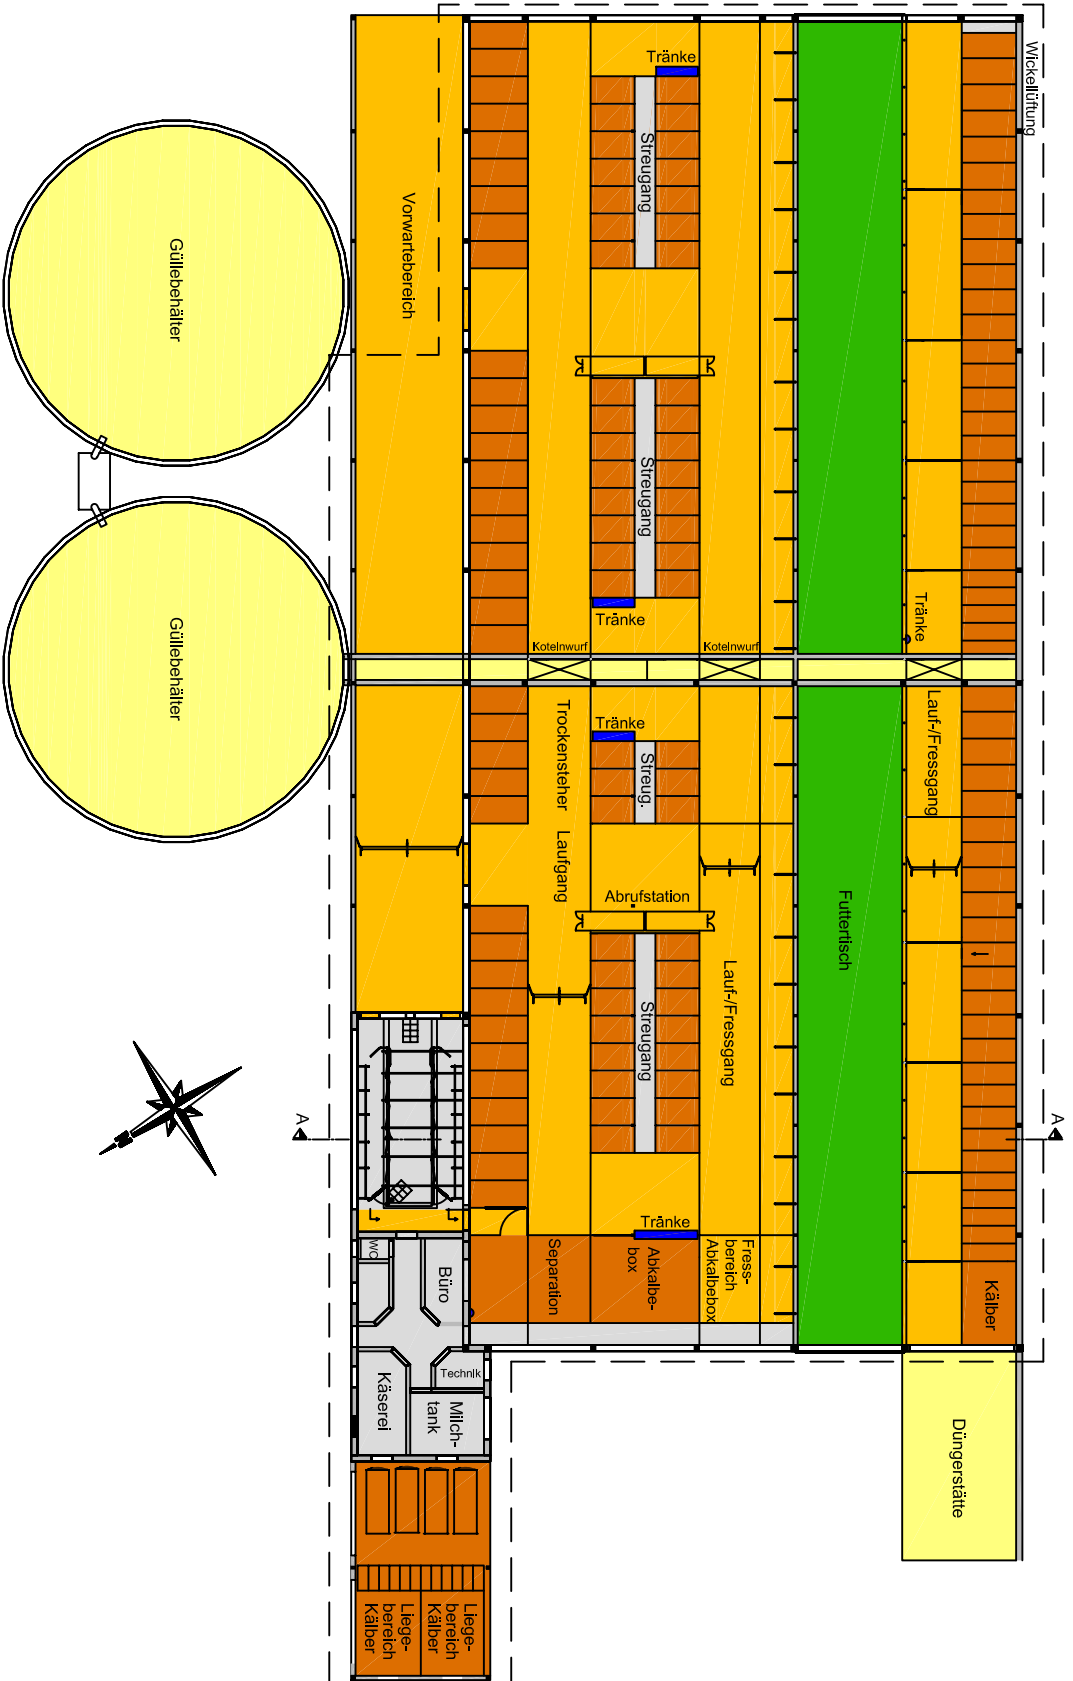 Tränke
Wickellüftung
Streugang
Vorwartebereich
Güllebehälter
Streugang
Tränke
Tränke
Koteinwurf
Koteinwurf
Güllebehälter
Trockensteher Laufgang
Tränke
Streug.
Lauf-/Fressgang
Abrufstation
Futtertisch
Lauf-/Fressgang
Streugang
A
A
Tränke
WC
Büro
Separation
Abkalbe-
box
Fress-
bereich
Abkalbebox
Kälber
Technik
Käserei
Milch-
tank
Düngerstätte
Liege-
bereich
Kälber
Liege-
bereich
Kälber